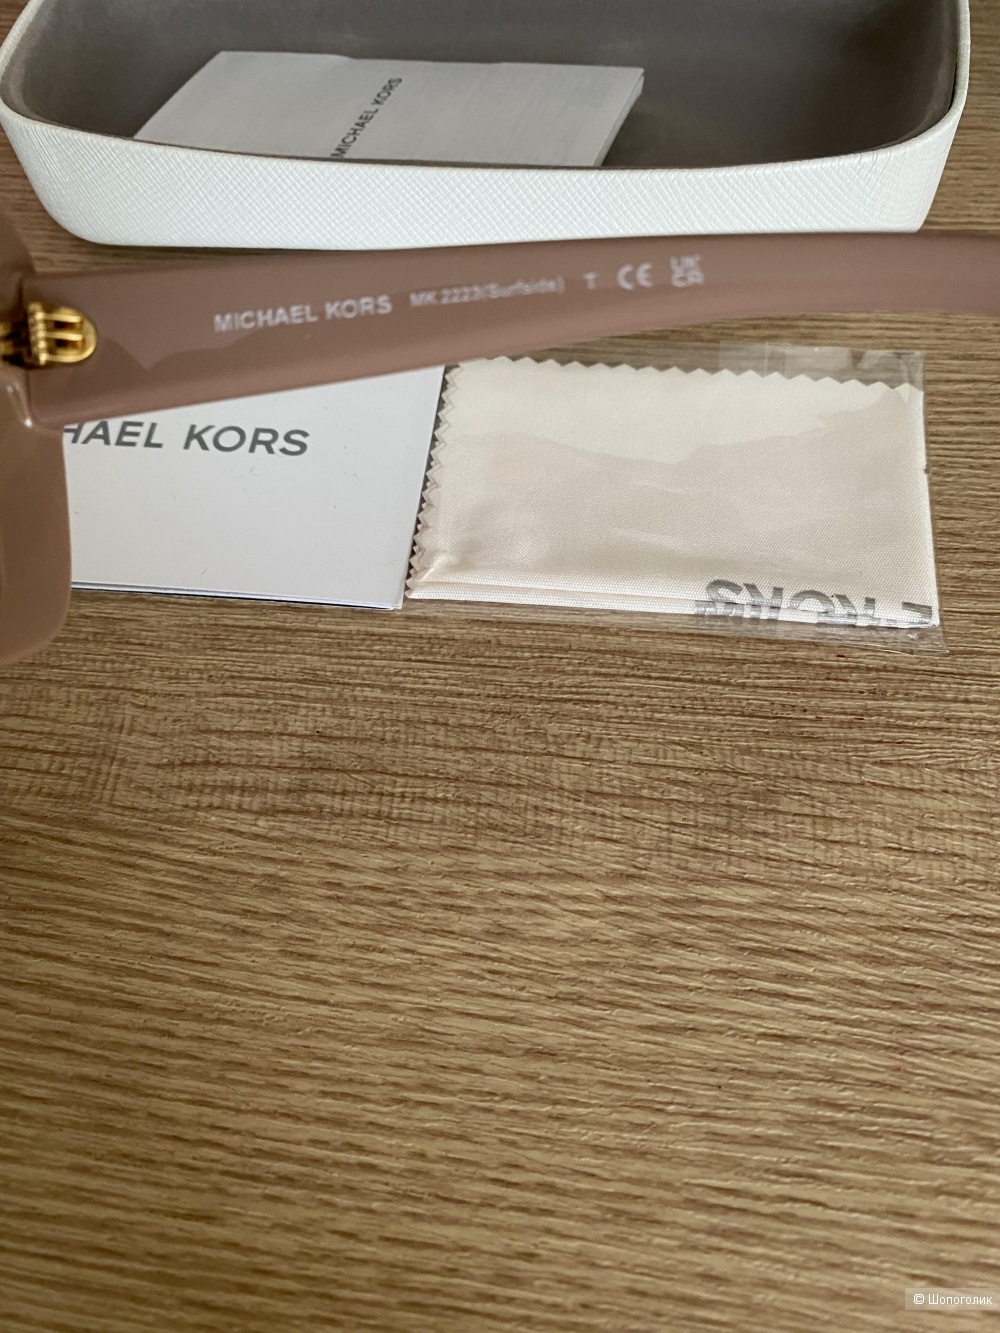 MICHAEL KORS
MICHAEL KORS MK 2223(Surfside) T CE UK CA
HAEL KORS
KORS
© Шопоголик